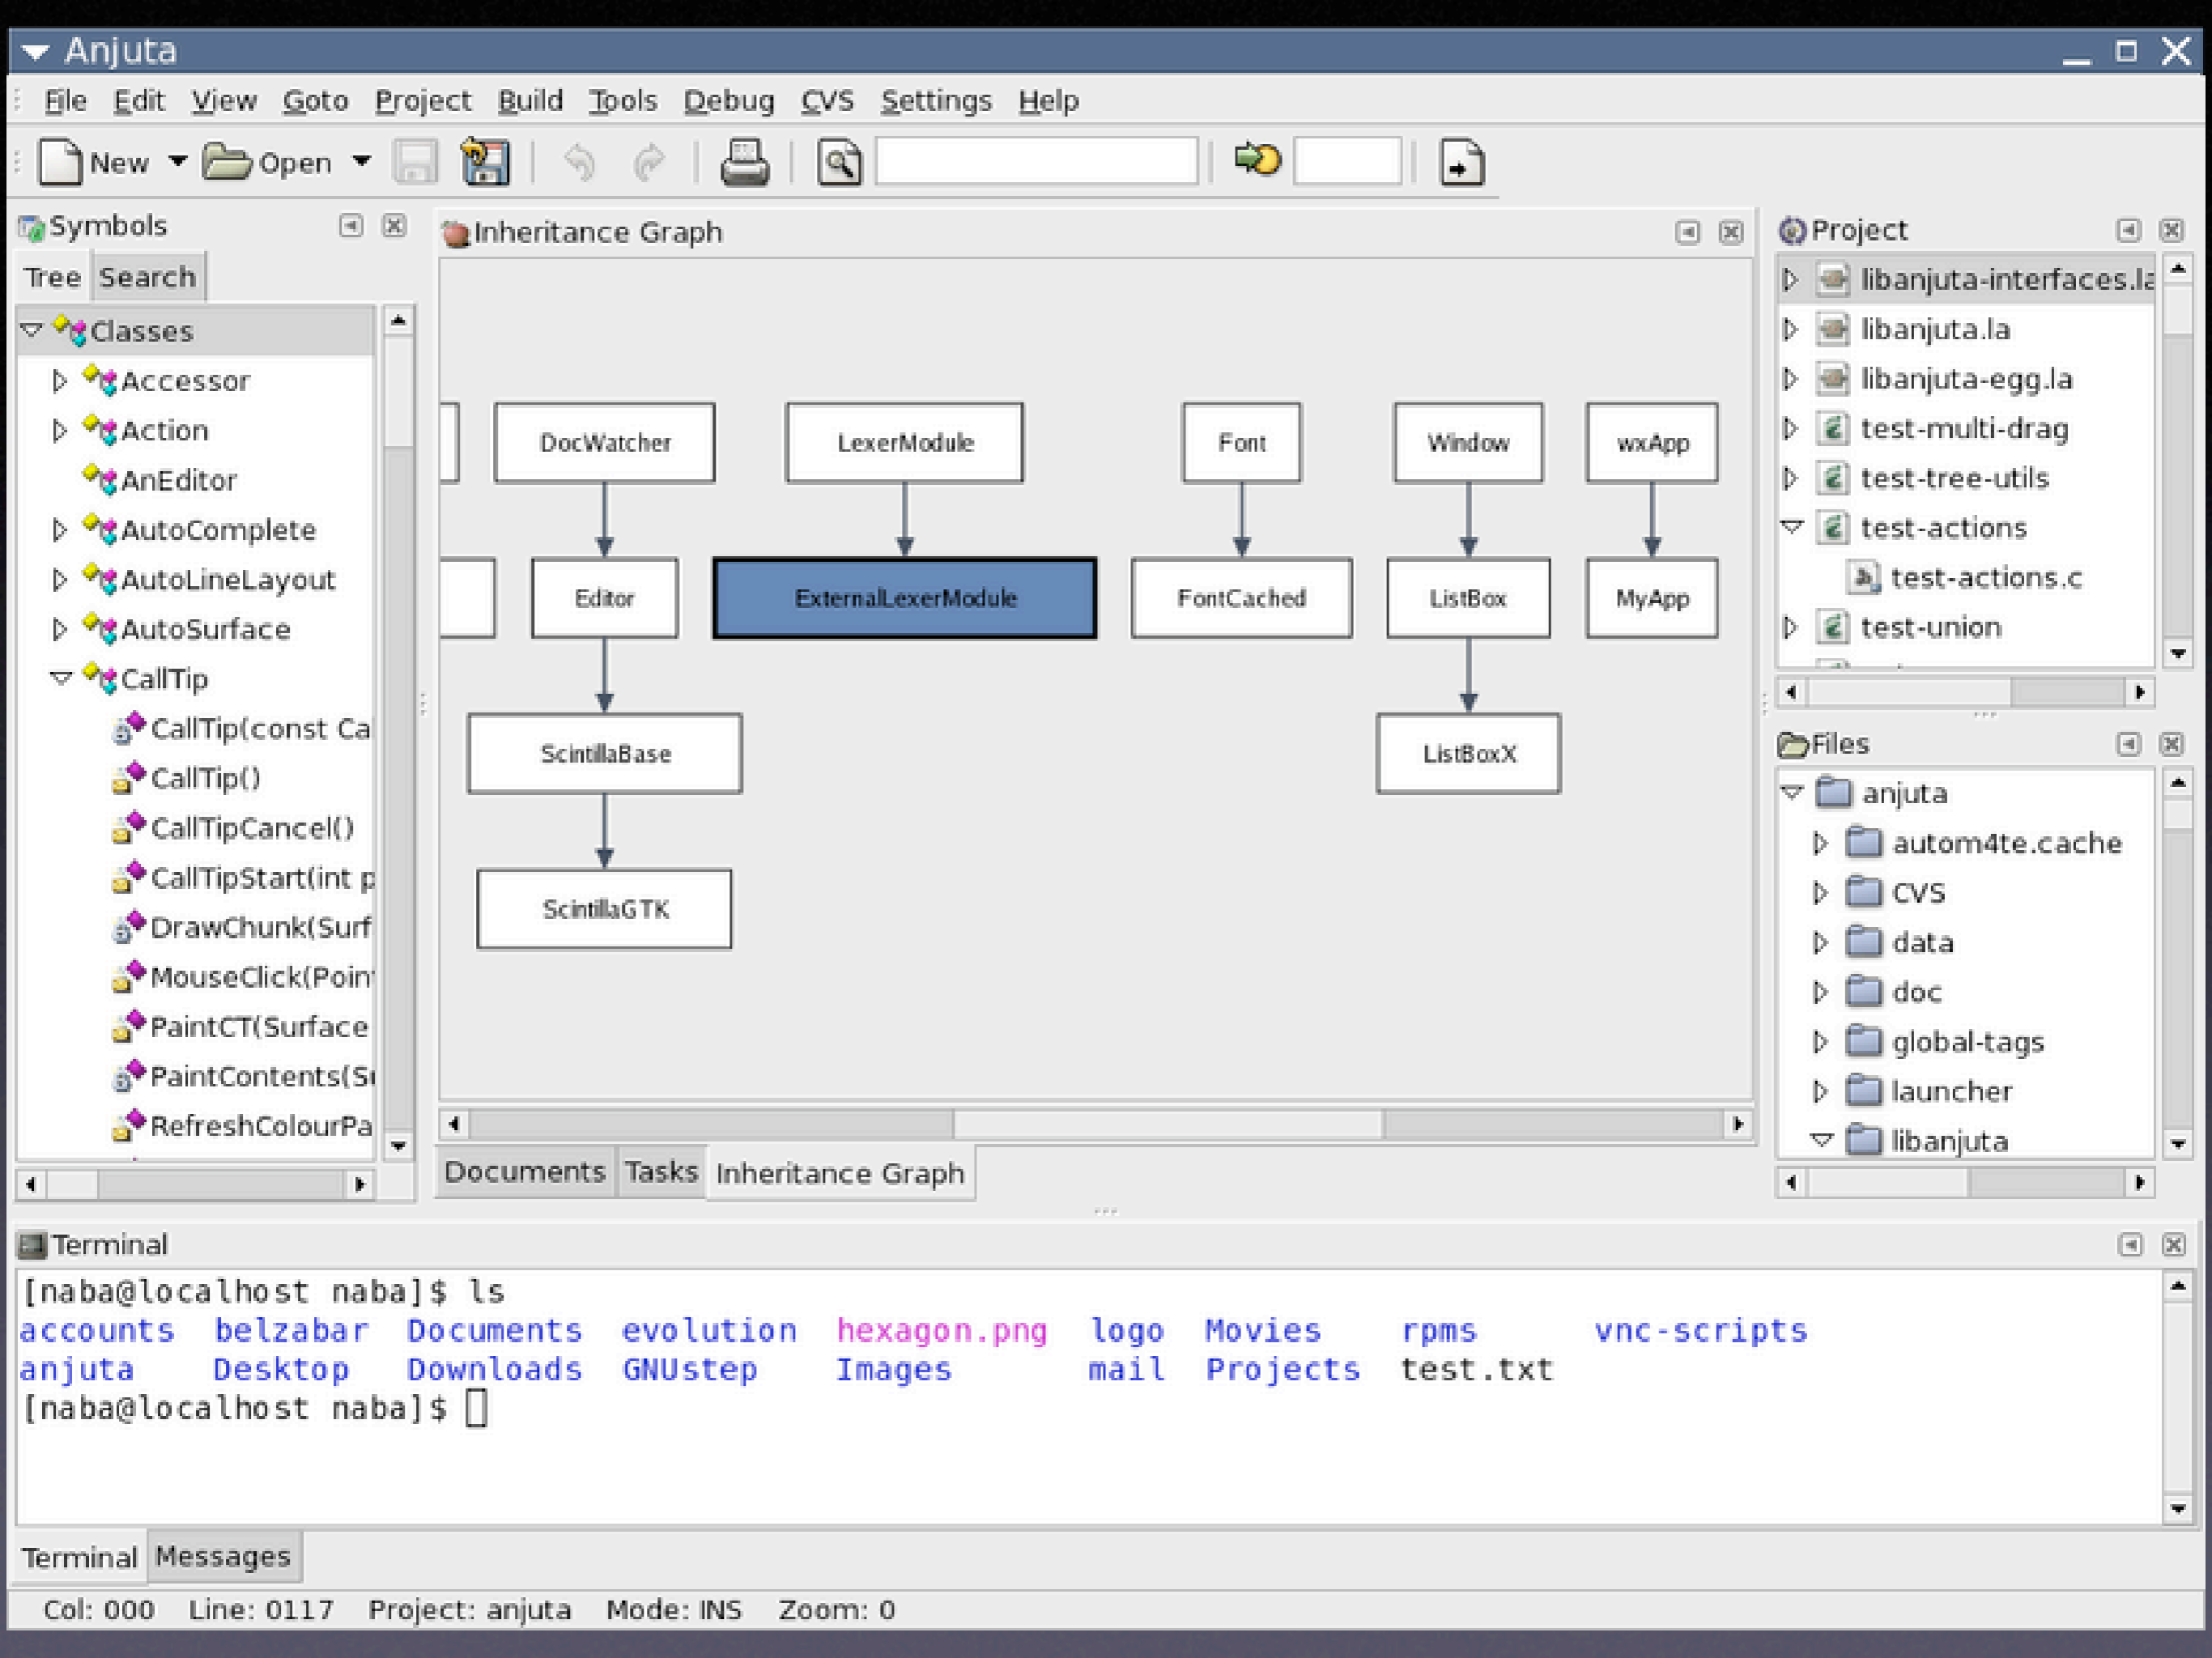 Anjuta
File Edit View Goto Project Build Tools Debug CVS Settings Help
New Open
Symbols
Tree Search
Classes
Accessor
Action
AnEditor
AutoComplete
AutoLineLayout
AutoSurface
CallTip
CallTip(const Ca
CallTip()
CallTipCancel()
CallTipStart(int p
DrawChunk(Surf
MouseClick(Poin
PaintCT(Surface
PaintContents(S
RefreshColourPa
Inheritance Graph
DocWatcher LexerModule Font Window wxApp
Editor ExternalLexerModule FontCached ListBox MyApp
ScintillaBase ListBoxX
ScintillaGTK
Documents Tasks Inheritance Graph
Project
libanjuta-interfaces.la
libanjuta.la
libanjuta-egg.la
test-multi-drag
test-tree-utils
test-actions
test-actions.c
test-union
Files
anjuta
autom4te.cache
CVS
data
doc
global-tags
launcher
libanjuta
Terminal
[naba@localhost naba]$ ls
accounts belzabar Documents evolution hexagon.png logo Movies rpms vnc-scripts
anjuta Desktop Downloads GNUstep Images mail Projects test.txt
[naba@localhost naba]$
Terminal Messages
Col: 000 Line: 0117 Project: anjuta Mode: INS Zoom: 0